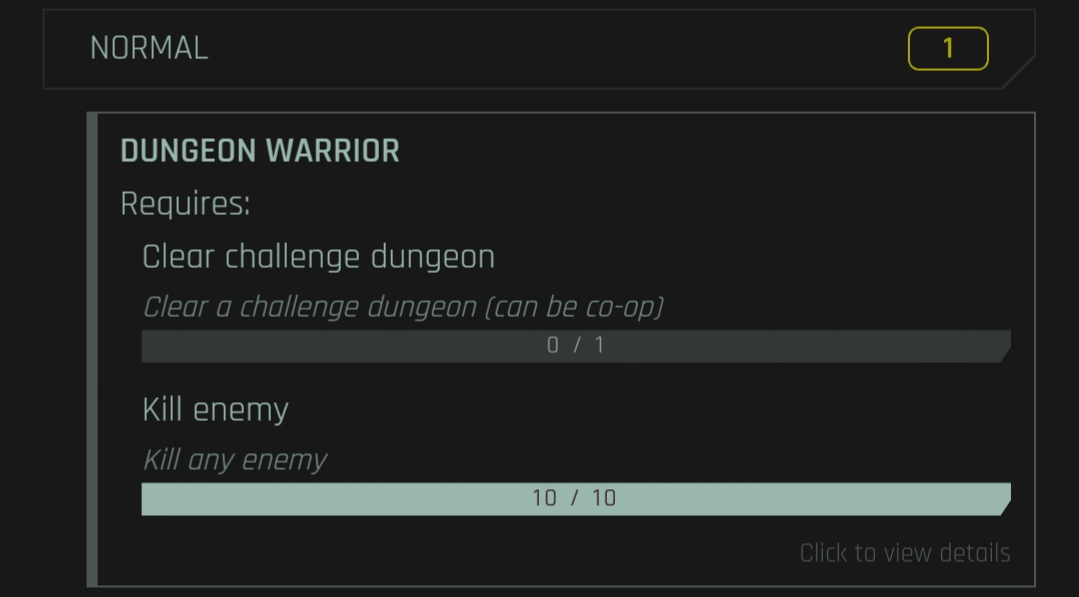 NORMAL
1
DUNGEON WARRIOR
Requires:
Clear challenge dungeon
Clear a challenge dungeon (can be co-op)
0 / 1
Kill enemy
Kill any enemy
10 / 10
Click to view details